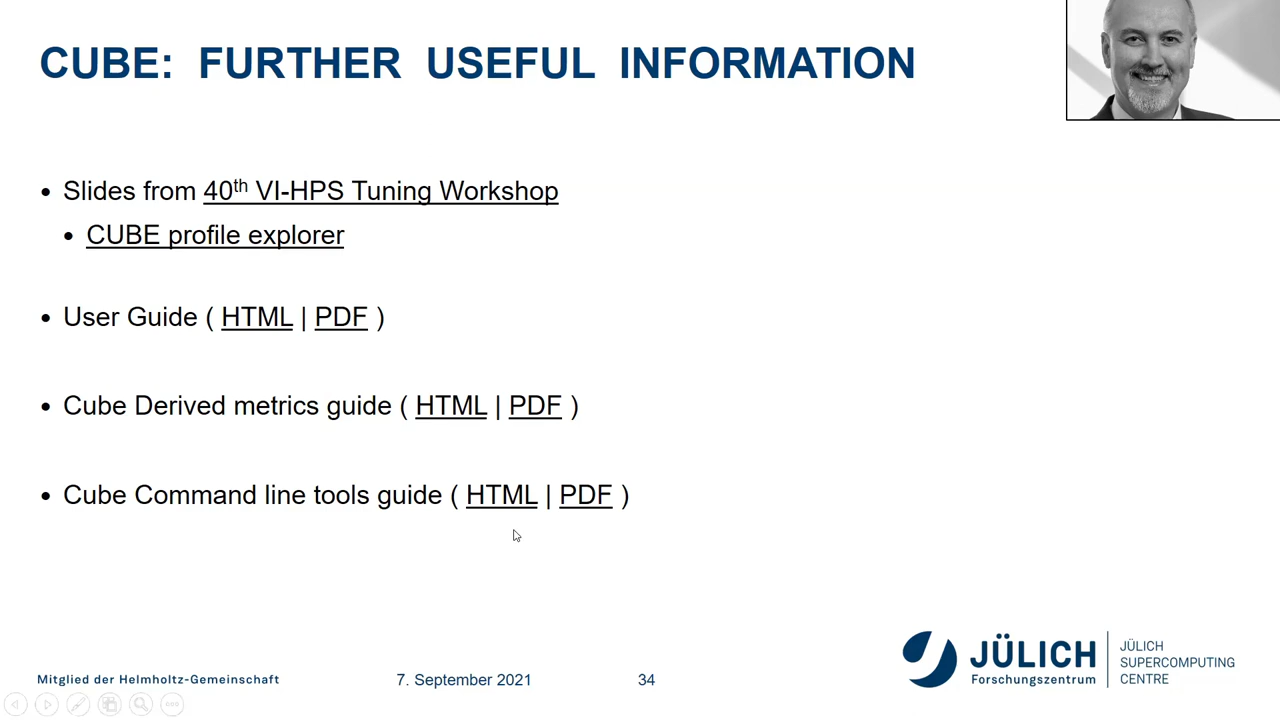 CUBE: FURTHER USEFUL INFORMATION
• Slides from 40th VI-HPS Tuning Workshop
• CUBE profile explorer
• User Guide ( HTML | PDF )
• Cube Derived metrics guide ( HTML | PDF )
• Cube Command line tools guide ( HTML | PDF )
Mitglied der Helmholtz-Gemeinschaft
7. September 2021
34
JÜLICH
Forschungszentrum
JÜLICH
SUPERCOMPUTING
CENTRE